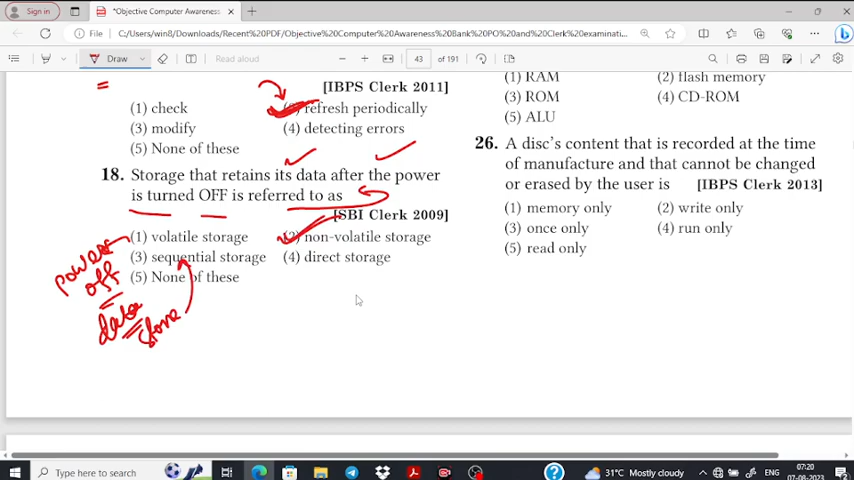 Sign in
*Objective Computer Awareness
C:/Users/win8/Downloads/Recent%20PDF/Objective%20Computer%20Awareness%20Bank%20PO%20and%20Clerk%20examinati...
Draw
Read aloud
43 of 191
[IBPS Clerk 2011]
(1) check
(2) refresh periodically
(3) modify
(4) detecting errors
(5) None of these
18. Storage that retains its data after the power
is turned OFF is referred to as
[SBI Clerk 2009]
(1) volatile storage
(2) non-volatile storage
(3) sequential storage
(4) direct storage
(5) None of these
power
off
data
store
(1) RAM
(2) flash memory
(3) ROM
(4) CD-ROM
(5) ALU
26. A disc's content that is recorded at the time
of manufacture and that cannot be changed
or erased by the user is [IBPS Clerk 2013]
(1) memory only
(2) write only
(3) once only
(4) run only
(5) read only
Type here to search
31°C Mostly cloudy
ENG
07:20
07-08-2023